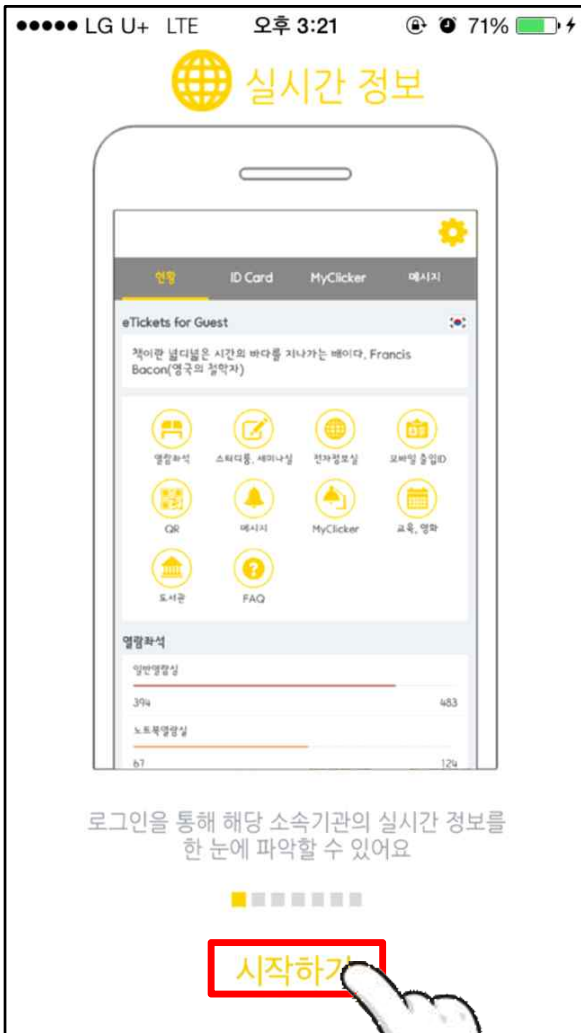 LG U+ LTE 오후 3:21 71%
실시간 정보
현황 ID Card MyClicker 메시지
eTickets for Guest
책이란 넓디넓은 시간의 바다를 지나가는 배이다, Francis
Bacon(영국의 철학자)
열람좌석 스터디룸, 세미나실 전자정보실 모바일 출입ID
QR 메시지 MyClicker 교육, 영화
도서관 FAQ
열람좌석
일반열람실
394 483
노트북열람실
67 124
로그인을 통해 해당 소속기관의 실시간 정보를
한 눈에 파악할 수 있어요
시작하기